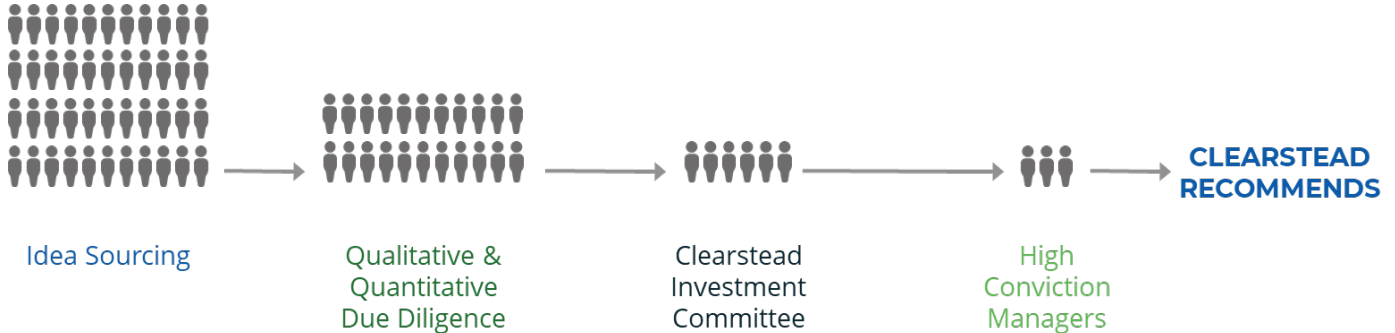 CLEARSTEAD
RECOMMENDS
Idea Sourcing
Qualitative &
Quantitative
Due Diligence
Clearstead
Investment
Committee
High
Conviction
Managers